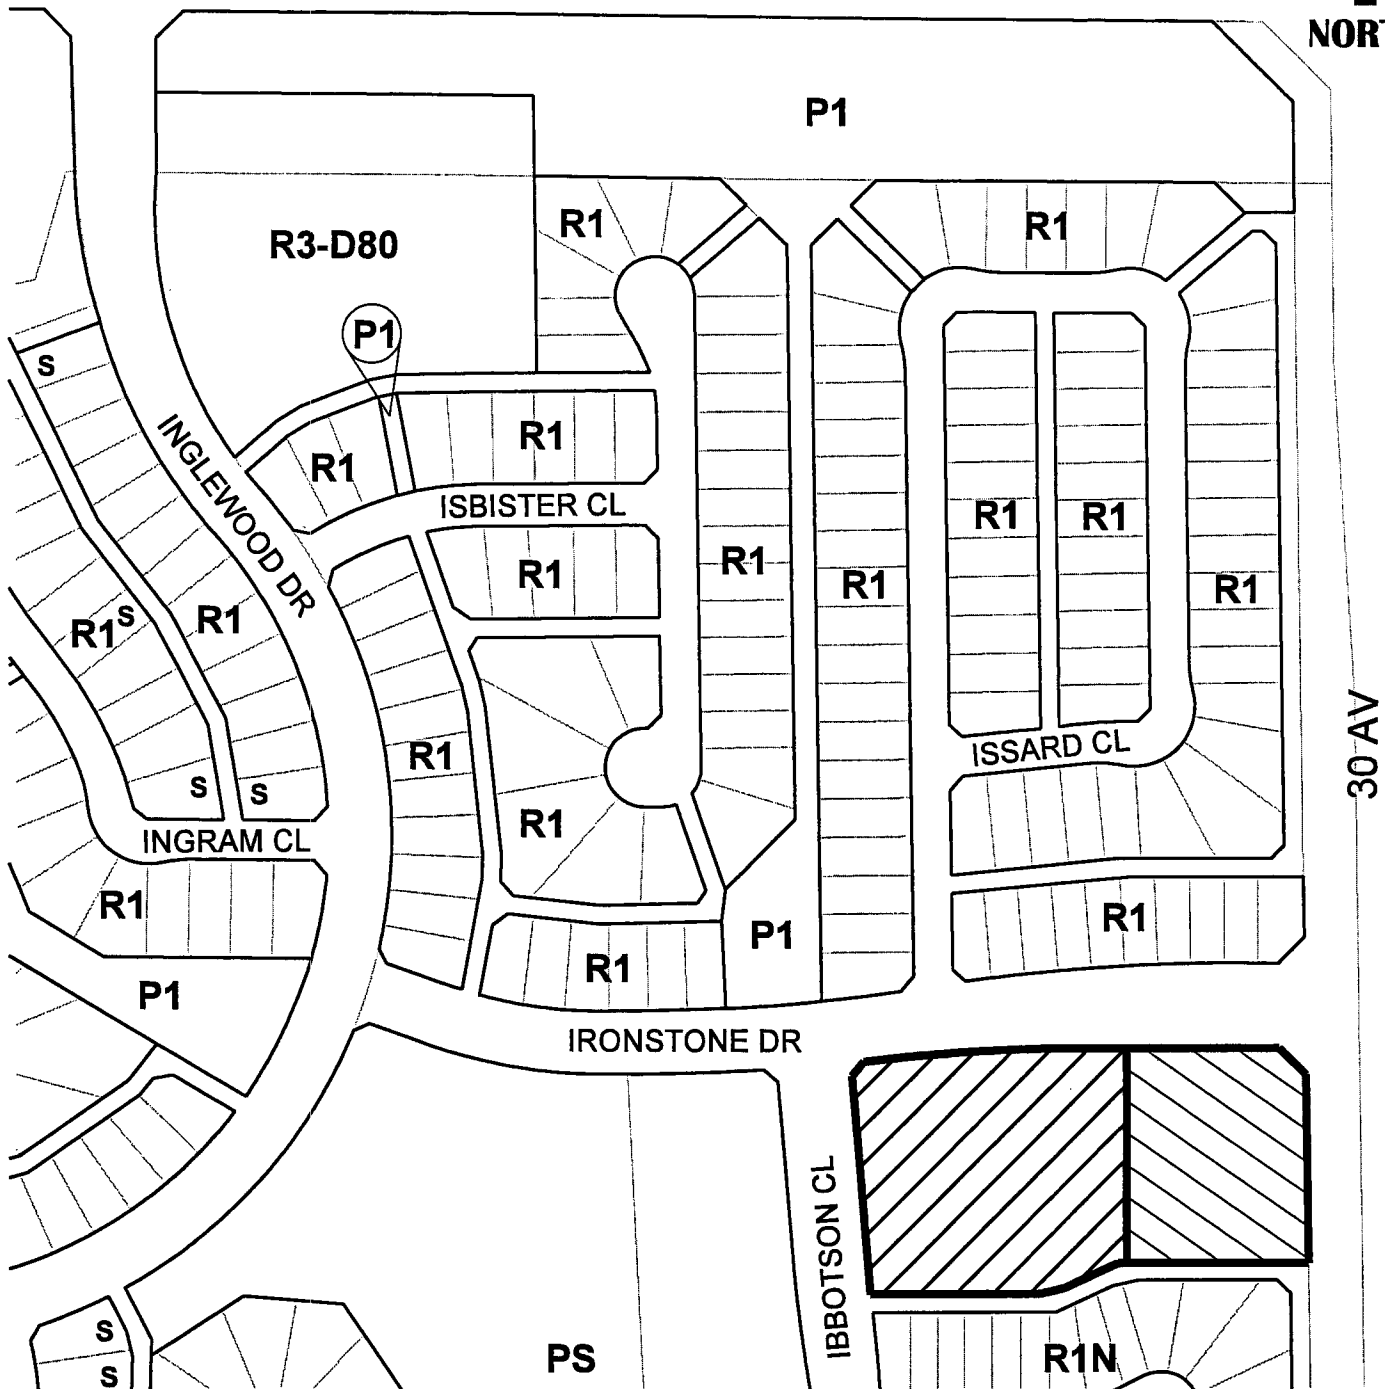 NORT
P1
R1
R1
R3-D80
P1
S
R1
R1
INGLEWOOD DR
ISBISTER CL
R1
R1
R1
R1
R1
R1
R1
R1
S
R1
ISSARD CL
30 AV
R1
S
S
R1
INGRAM CL
R1
R1
P1
R1
P1
IRONSTONE DR
IBBOTSON CL
S
S
PS
R1N